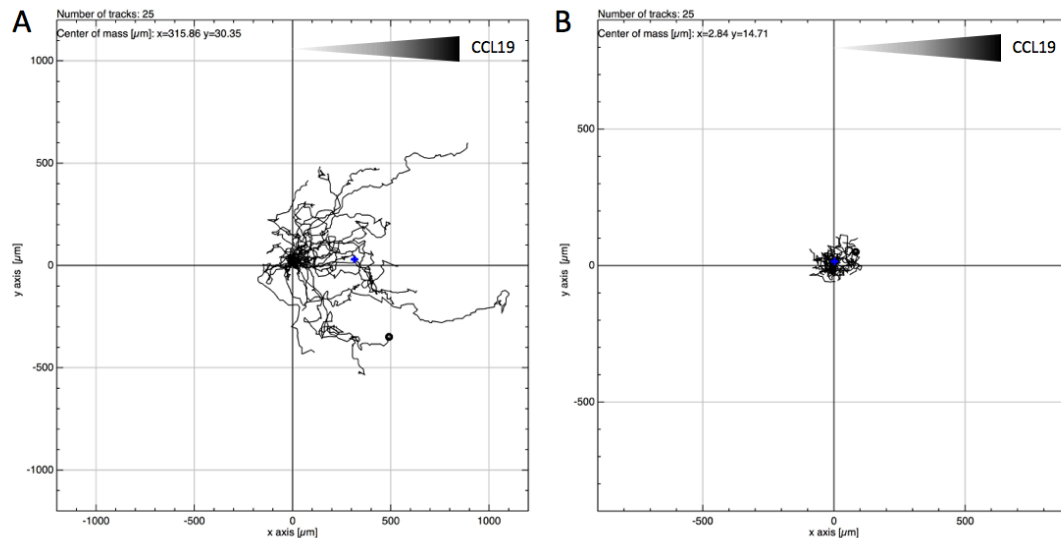 A
Number of tracks: 25
Center of mass [µm]: x=315.86 y=30.35
CCL19
1000
500
0
-500
-1000
y axis [µm]
-1000 -500 0 500 1000
x axis [µm]
B
Number of tracks: 25
Center of mass [µm]: x=2.84 y=14.71
CCL19
500
0
-500
y axis [µm]
-500 0 500
x axis [µm]